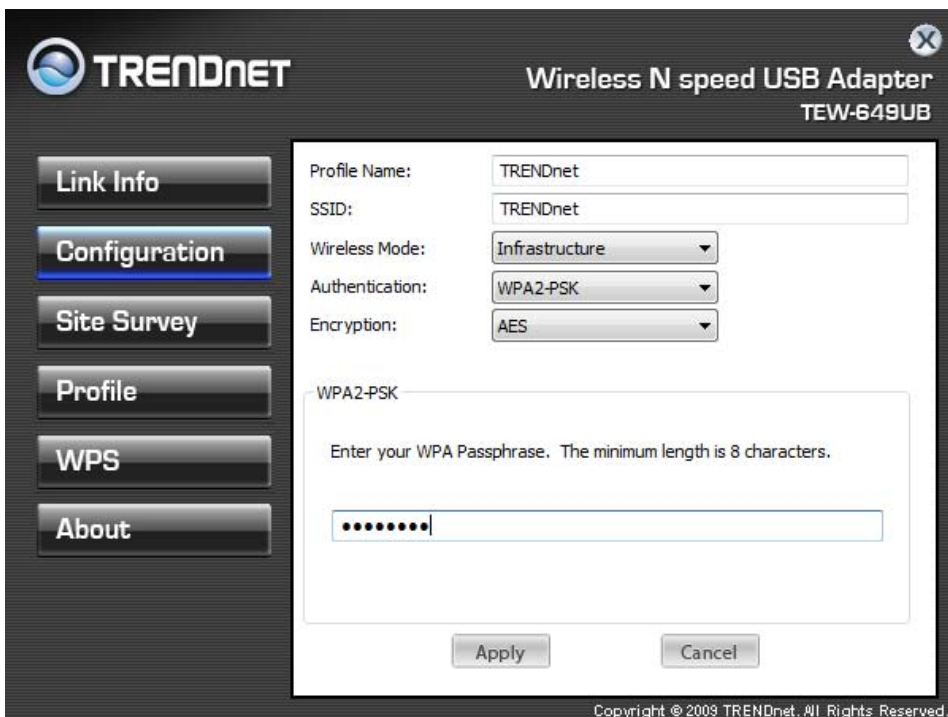 TRENDNET
Wireless N speed USB Adapter
TEW-649UB
Link Info
Configuration
Site Survey
Profile
WPS
About
Profile Name: TRENDnet
SSID: TRENDnet
Wireless Mode: Infrastructure
Authentication: WPA2-PSK
Encryption: AES
WPA2-PSK
Enter your WPA Passphrase. The minimum length is 8 characters.
••••••••
Apply Cancel
Copyright © 2009 TRENDnet. All Rights Reserved